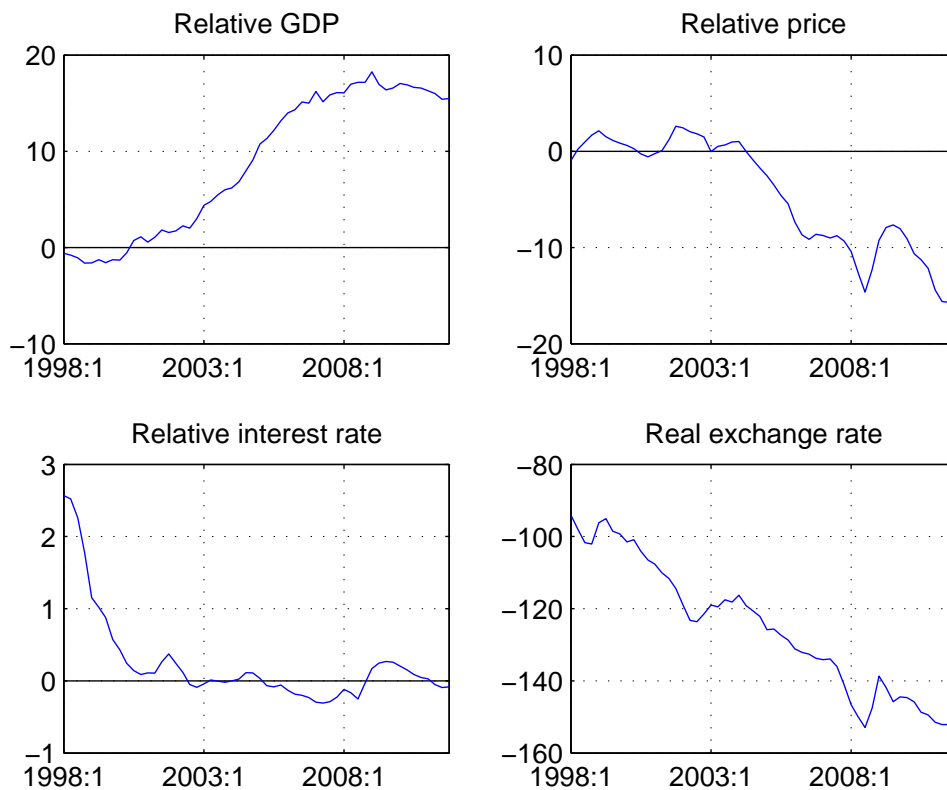 Relative GDP
20
10
0
−10
1998:1 2003:1 2008:1
Relative price
10
0
−10
−20
1998:1 2003:1 2008:1
Relative interest rate
3
2
1
0
−1
1998:1 2003:1 2008:1
Real exchange rate
−80
−100
−120
−140
−160
1998:1 2003:1 2008:1